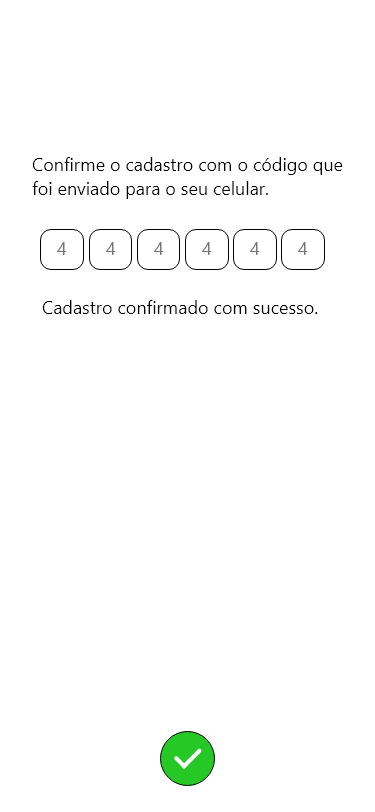 Confirme o cadastro com o código que
foi enviado para o seu celular.
4 4 4 4 4 4
Cadastro confirmado com sucesso.